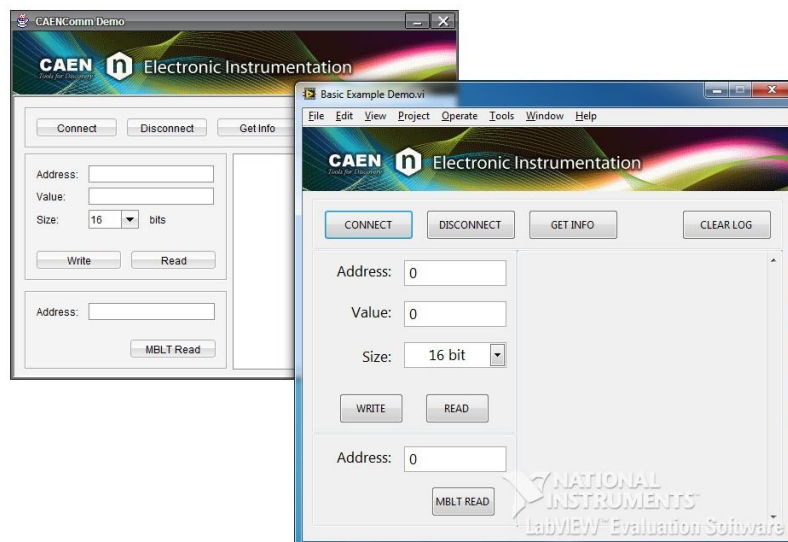 CAENComm Demo
CAEN n Electronic Instrumentation
Tools for Discovery
Connect Disconnect Get Info
Address:
Value:
Size: 16 bits
Write Read
Address:
MBLT Read
Basic Example Demo.vi
File Edit View Project Operate Tools Window Help
CAEN n Electronic Instrumentation
Tools for Discovery
CONNECT DISCONNECT GET INFO CLEAR LOG
Address: 0
Value: 0
Size: 16 bit
WRITE READ
Address: 0
MBLT READ
NATIONAL
INSTRUMENTS
LabVIEW™ Evaluation Software